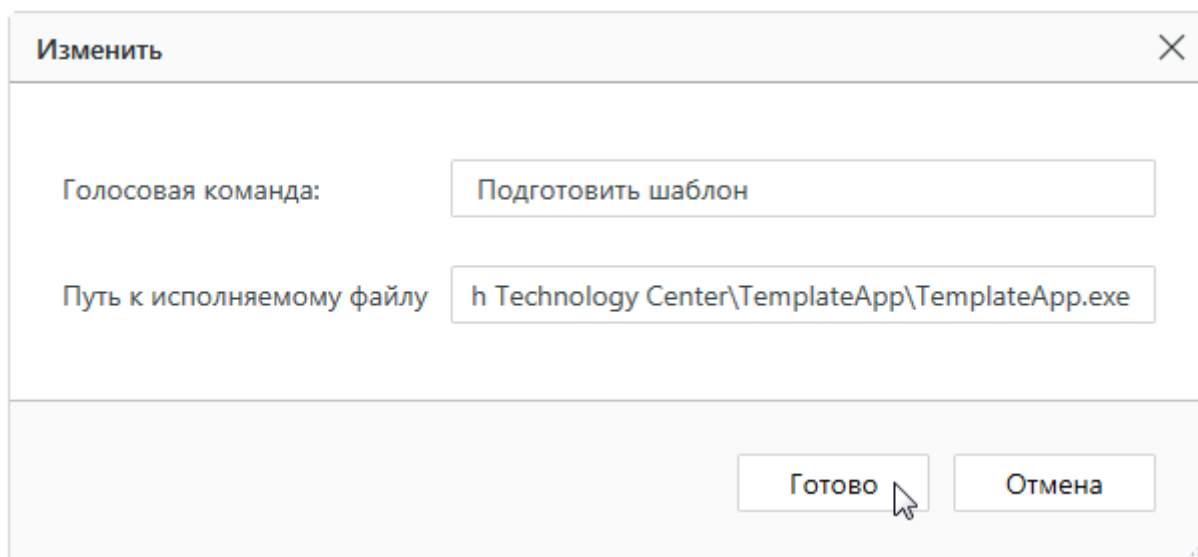 Изменить
Голосовая команда: Подготовить шаблон
Путь к исполняемому файлу h Technology Center\TemplateApp\TemplateApp.exe
Готово Отмена